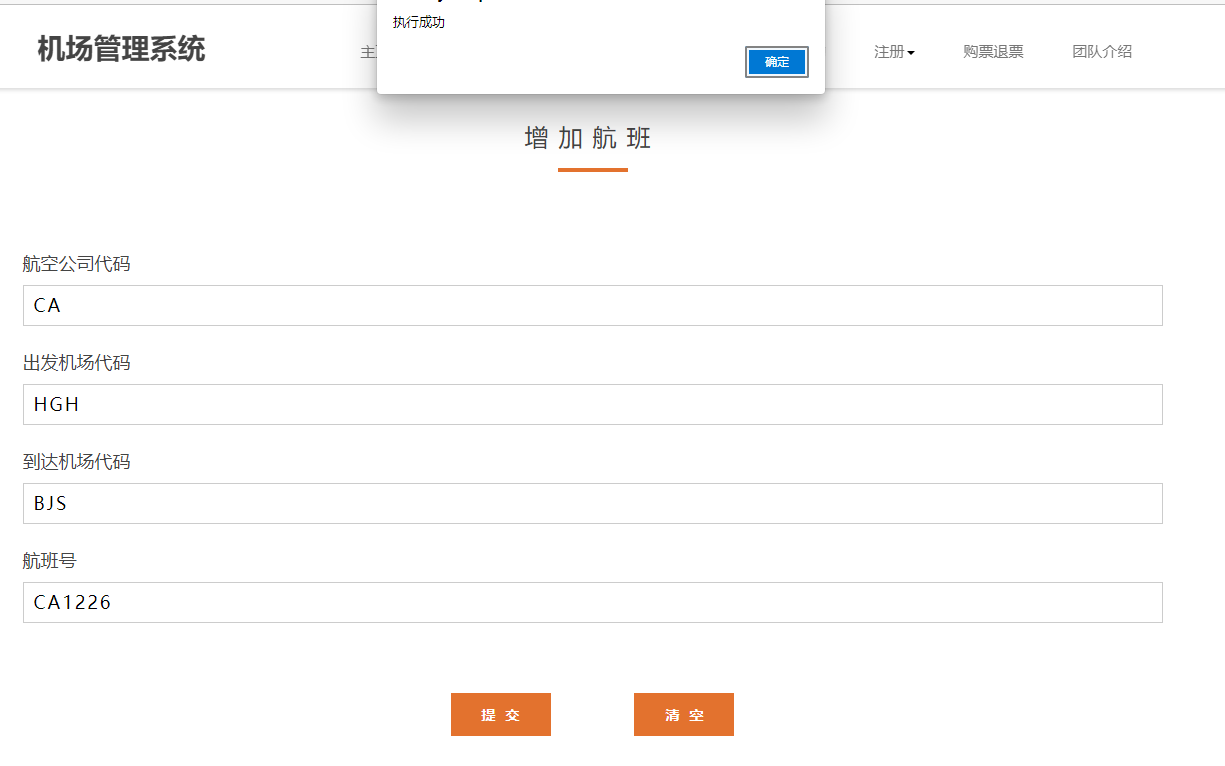 执行成功
确定
机场管理系统
注册
购票退票
团队介绍
增加航班
航空公司代码
CA
出发机场代码
HGH
到达机场代码
BJS
航班号
CA1226
提交
清空